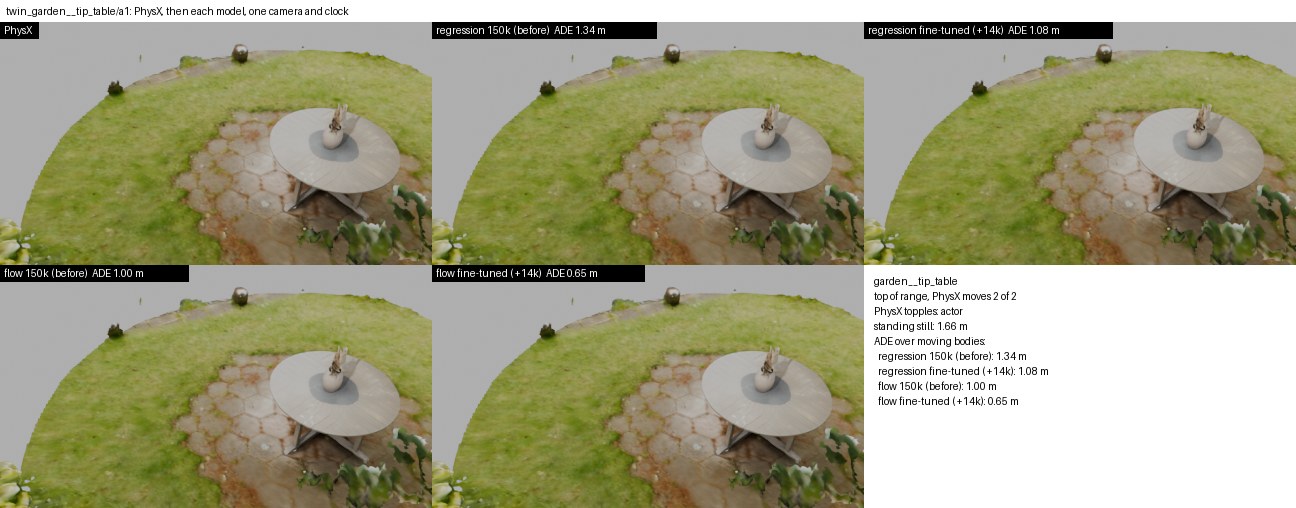 twin_garden__tip_table/a1: PhysX, then each model, one camera and clock
PhysX
regression 150k (before) ADE 1.34 m
regression fine-tuned (+14k) ADE 1.08 m
flow 150k (before) ADE 1.00 m
flow fine-tuned (+14k) ADE 0.65 m
garden__tip_table
top of range, PhysX moves 2 of 2
PhysX topples: actor
standing still: 1.66 m
ADE over moving bodies:
regression 150k (before): 1.34 m
regression fine-tuned (+14k): 1.08 m
flow 150k (before): 1.00 m
flow fine-tuned (+14k): 0.65 m